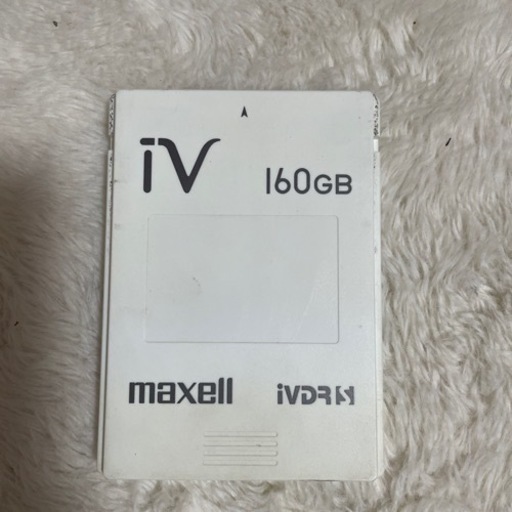 iV
160GB
maxell
iVDR S